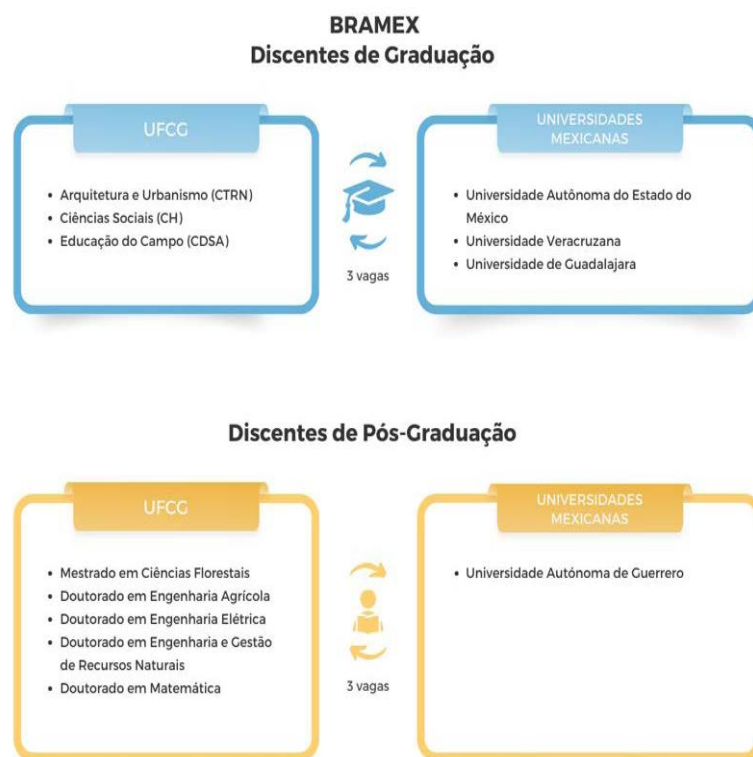 BRAMEX
Discentes de Graduação
UFCG
• Arquitetura e Urbanismo (CTRN)
• Ciências Sociais (CH)
• Educação do Campo (CDSA)
3 vagas
UNIVERSIDADES
MEXICANAS
• Universidade Autônoma do Estado do
México
• Universidade Veracruzana
• Universidade de Guadalajara
Discentes de Pós-Graduação
UFCG
• Mestrado em Ciências Florestais
• Doutorado em Engenharia Agrícola
• Doutorado em Engenharia Elétrica
• Doutorado em Engenharia e Gestão
de Recursos Naturais
• Doutorado em Matemática
3 vagas
UNIVERSIDADES
MEXICANAS
• Universidade Autónoma de Guerrero